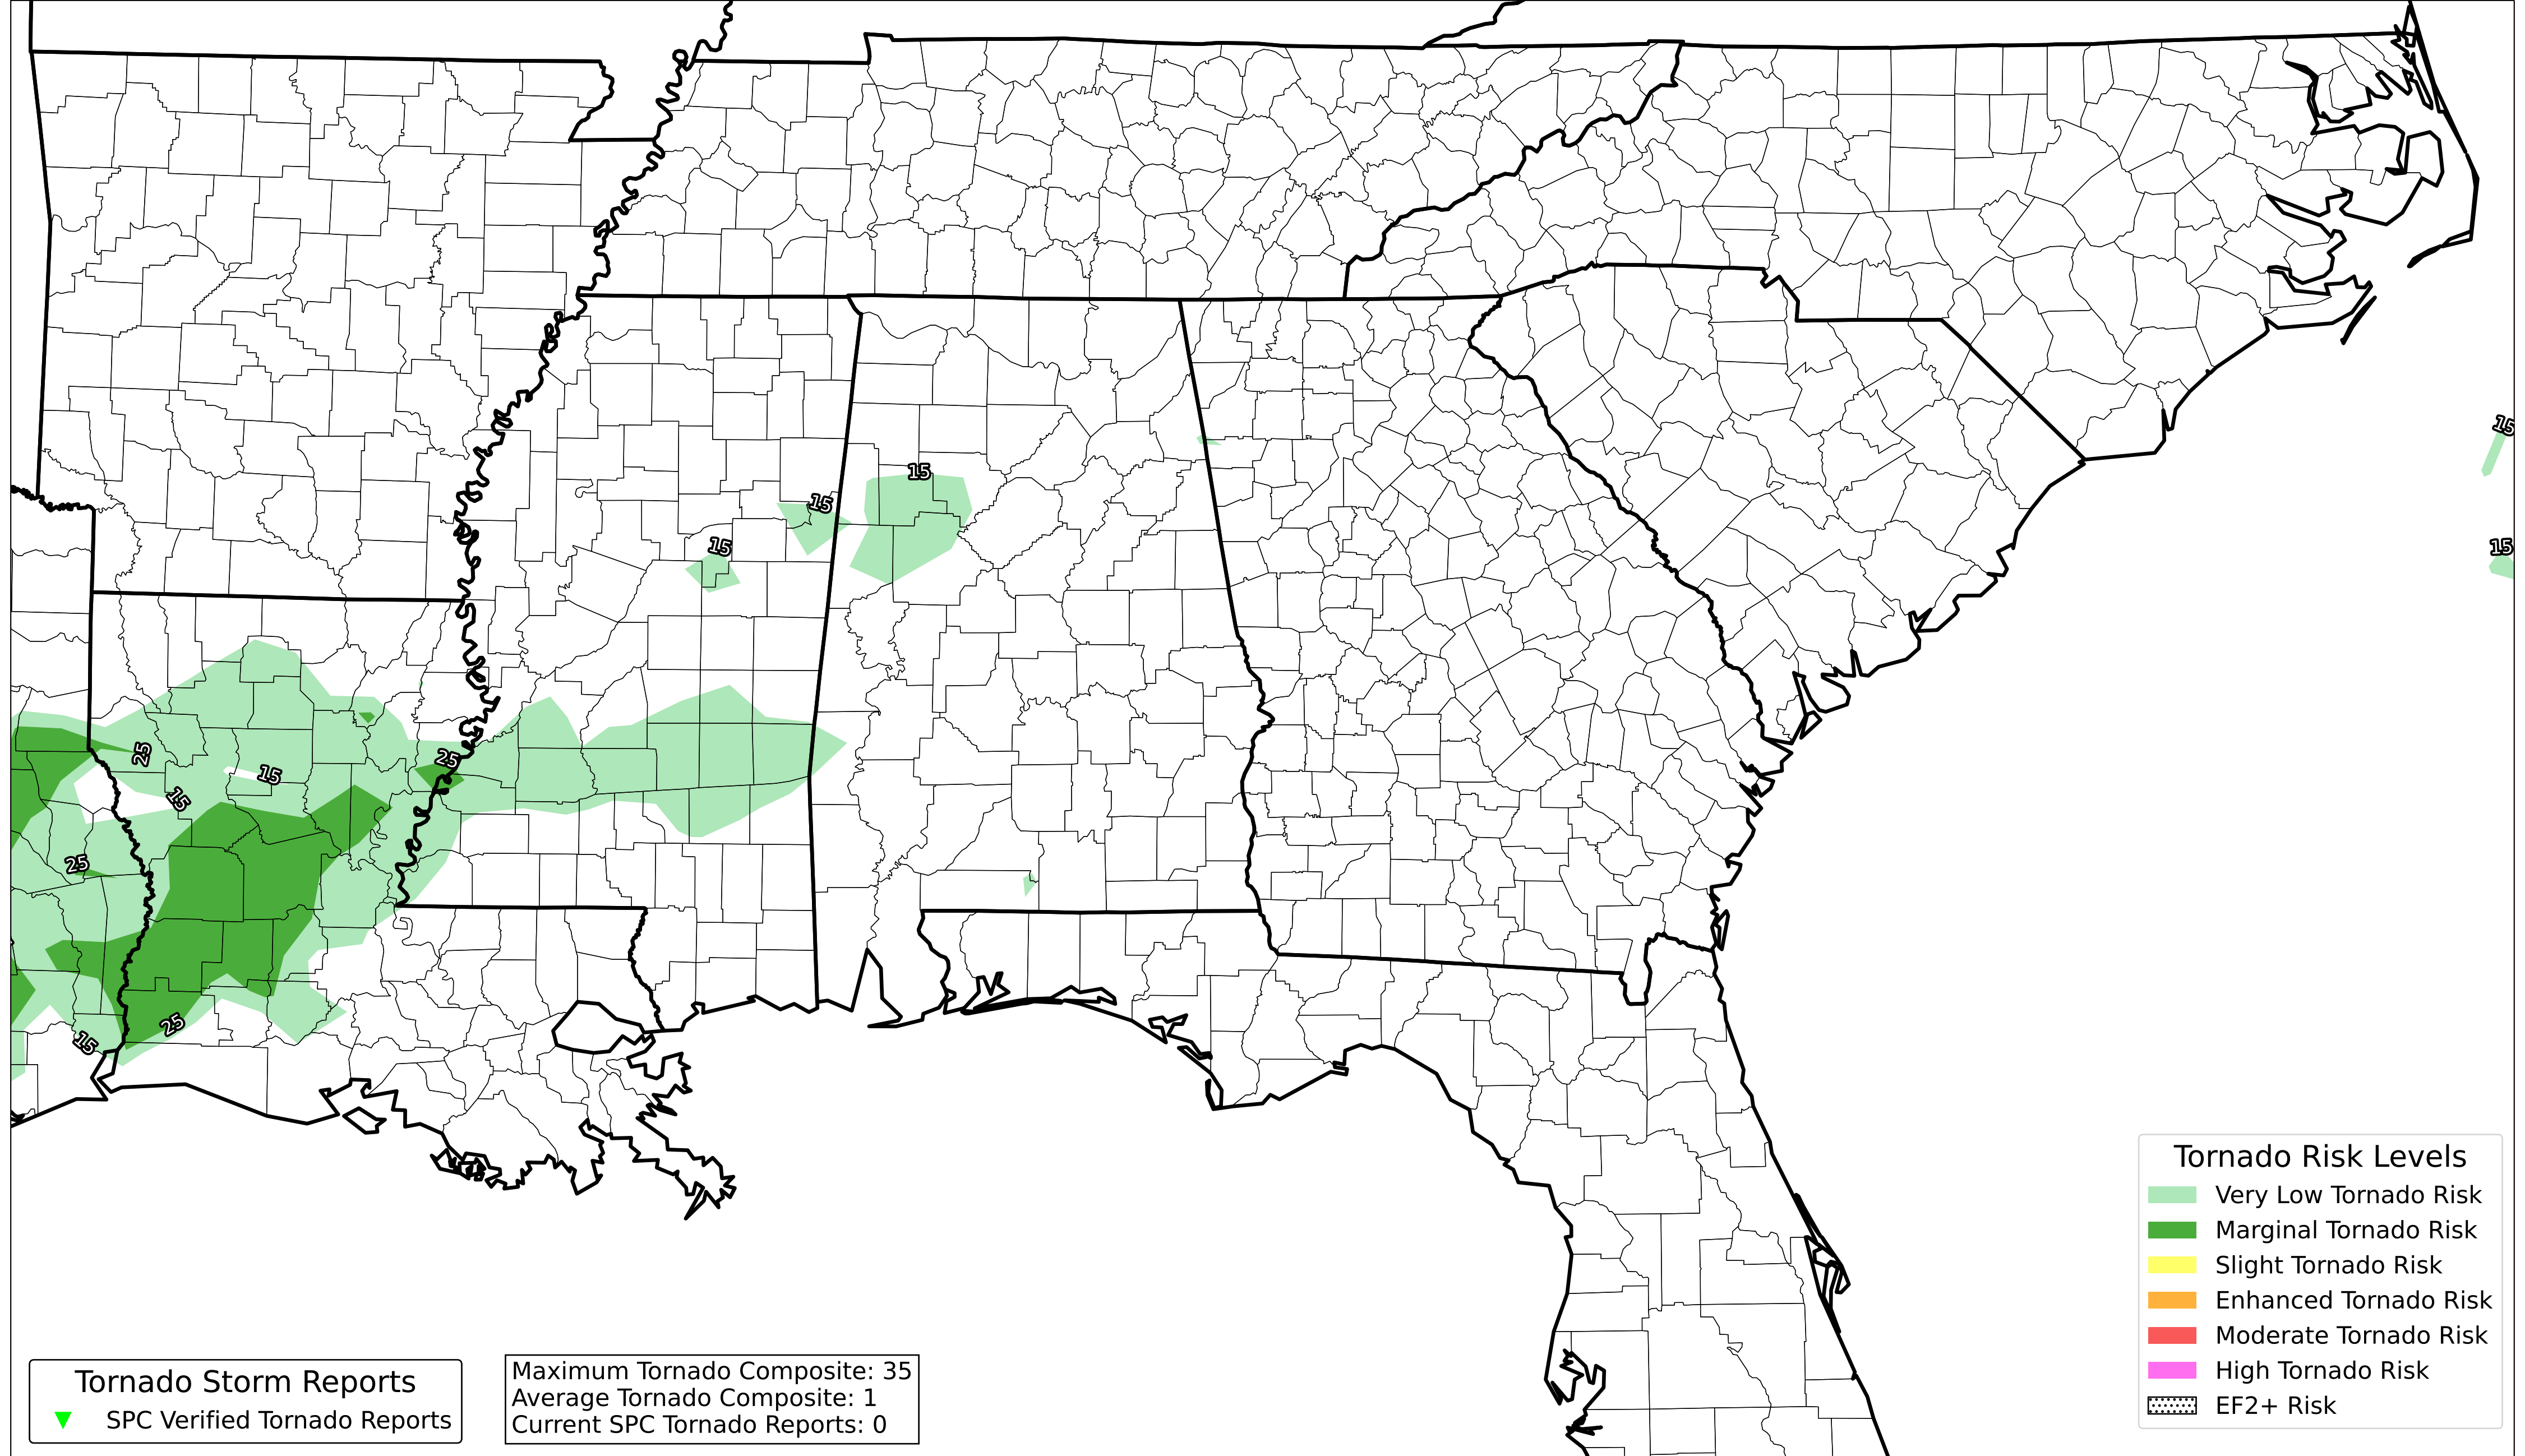 15
15
15
15
15
25
25
15
15
25
25
15
Tornado Risk Levels
Very Low Tornado Risk
Marginal Tornado Risk
Slight Tornado Risk
Enhanced Tornado Risk
Moderate Tornado Risk
High Tornado Risk
EF2+ Risk
Tornado Storm Reports
SPC Verified Tornado Reports
Maximum Tornado Composite: 35
Average Tornado Composite: 1
Current SPC Tornado Reports: 0